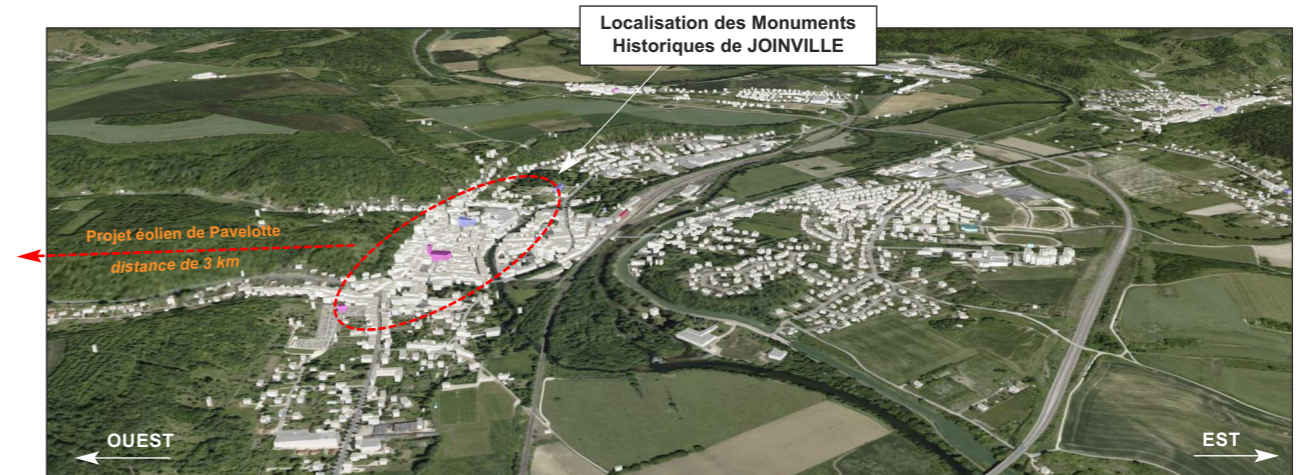 Localisation des Monuments
Historiques de JOINVILLE
Projet éolien de Pavelotte
distance de 3 km
OUEST
EST